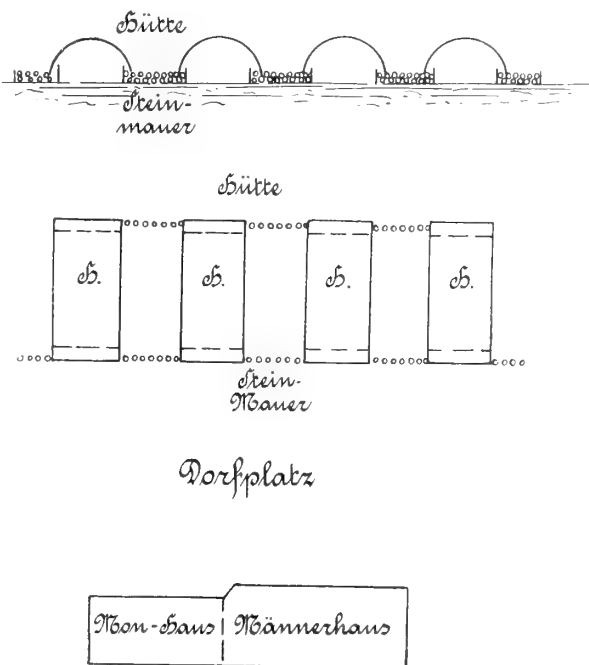 Hütte
Stein-
mauer
Hütte
H. H. H. H.
Stein-
Mauer
Dorfplatz
Mon-Haus Männerhaus